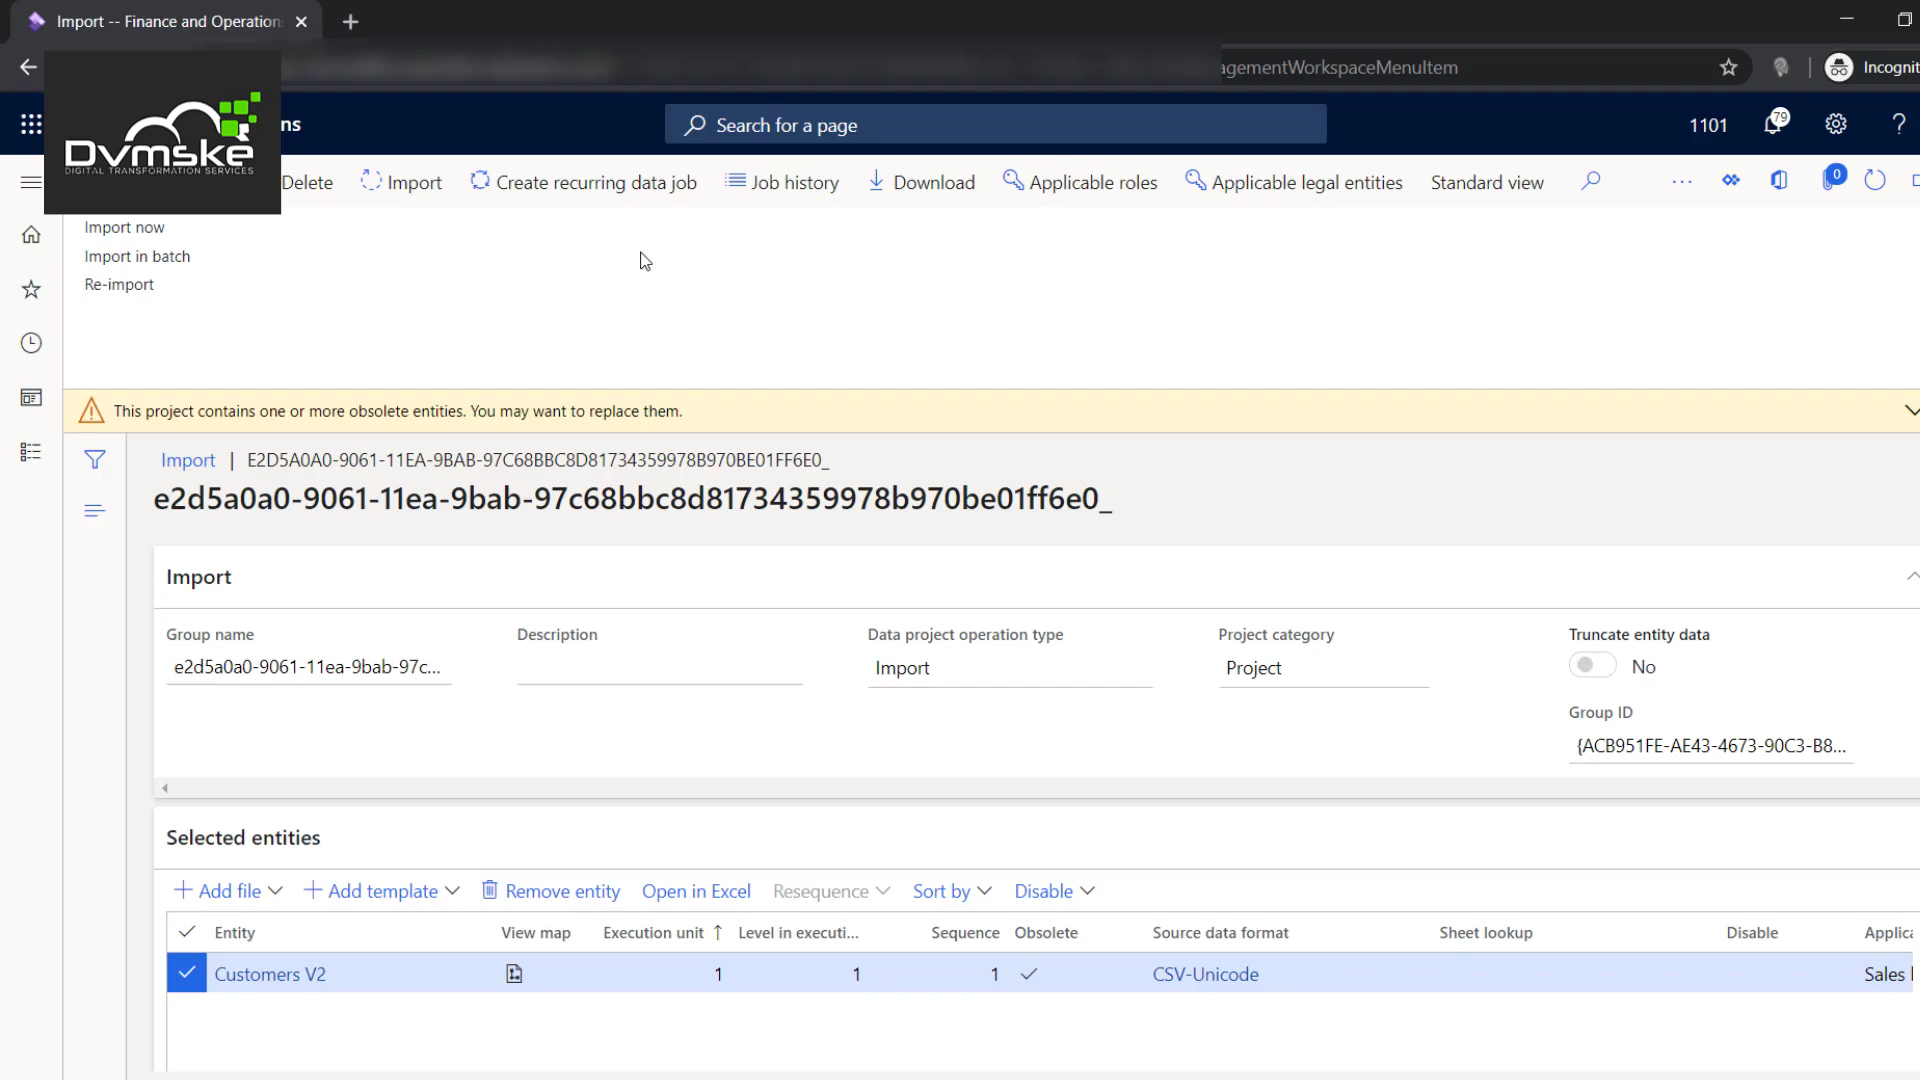 Import -- Finance and Operation
agementWorkspaceMenuItem
Incognit
Dvmske
DIGITAL TRANSFORMATION SERVICES
ns
Search for a page
1101
79
?
Delete
Import
Create recurring data job
Job history
Download
Applicable roles
Applicable legal entities
Standard view
0
Import now
Import in batch
Re-import
This project contains one or more obsolete entities. You may want to replace them.
Import | E2D5A0A0-9061-11EA-9BAB-97C68BBC8D81734359978B970BE01FF6E0_
e2d5a0a0-9061-11ea-9bab-97c68bbc8d81734359978b970be01ff6e0_
Import
Group name
Description
Data project operation type
Project category
Truncate entity data
e2d5a0a0-9061-11ea-9bab-97c...
Import
Project
No
Group ID
{ACB951FE-AE43-4673-90C3-B8...
Selected entities
Add file
Add template
Remove entity
Open in Excel
Resequence
Sort by
Disable
Entity
View map
Execution unit
Level in executi...
Sequence
Obsolete
Source data format
Sheet lookup
Disable
Applica
Customers V2
1
1
1
CSV-Unicode
Sales